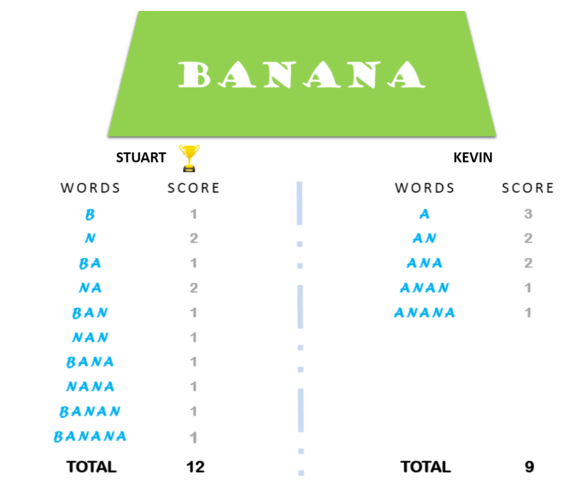 BANANA
STUART KEVIN
WORDS SCORE WORDS SCORE
B 1 A 3
N 2 AN 2
BA 1 ANA 2
NA 2 ANAN 1
BAN 1 ANANA 1
NAN 1
BANA 1
NANA 1
BANAN 1
BANANA 1
TOTAL 12 TOTAL 9